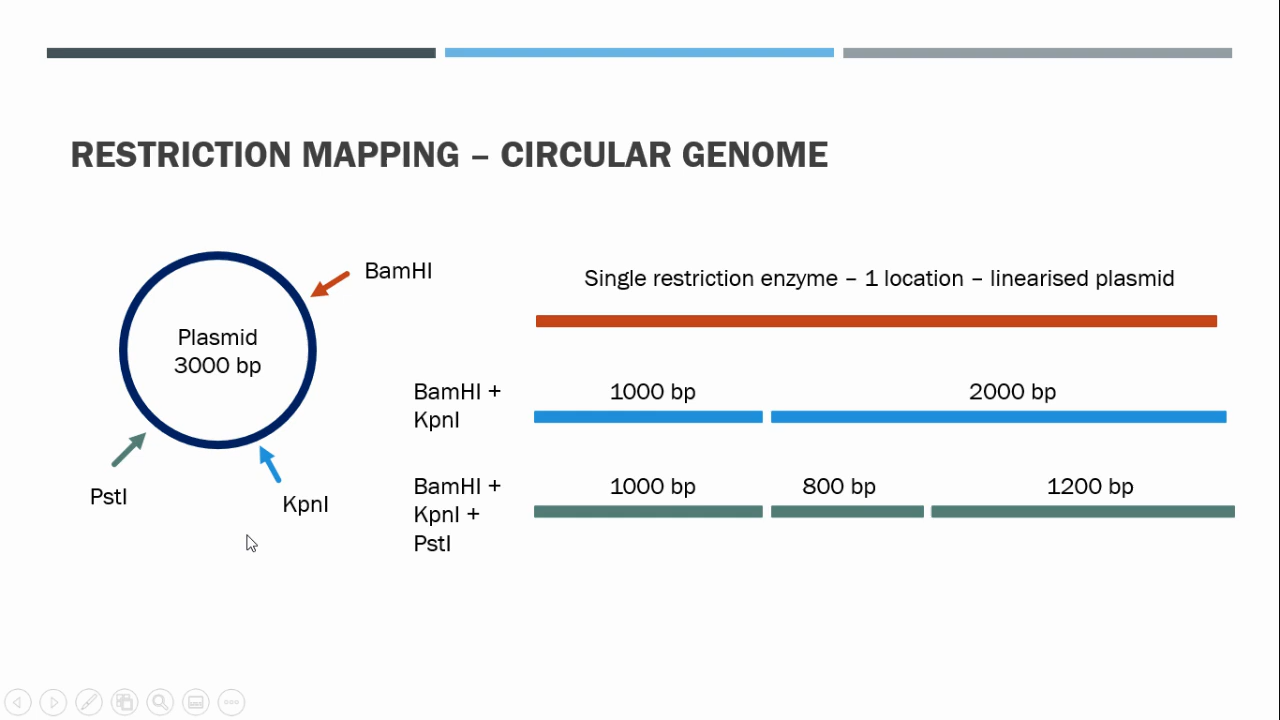 RESTRICTION MAPPING – CIRCULAR GENOME
BamHI
Plasmid
3000 bp
PstI
KpnI
Single restriction enzyme – 1 location – linearised plasmid
BamHI +
KpnI
1000 bp
2000 bp
BamHI +
KpnI +
PstI
1000 bp
800 bp
1200 bp